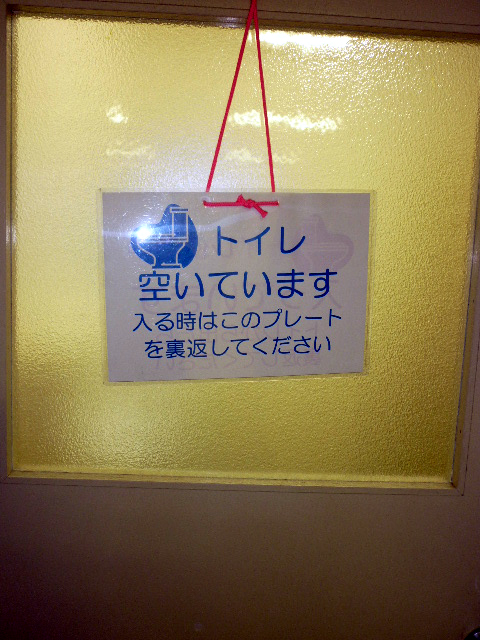 トイレ
空いています
入る時はこのプレート
を裏返してください